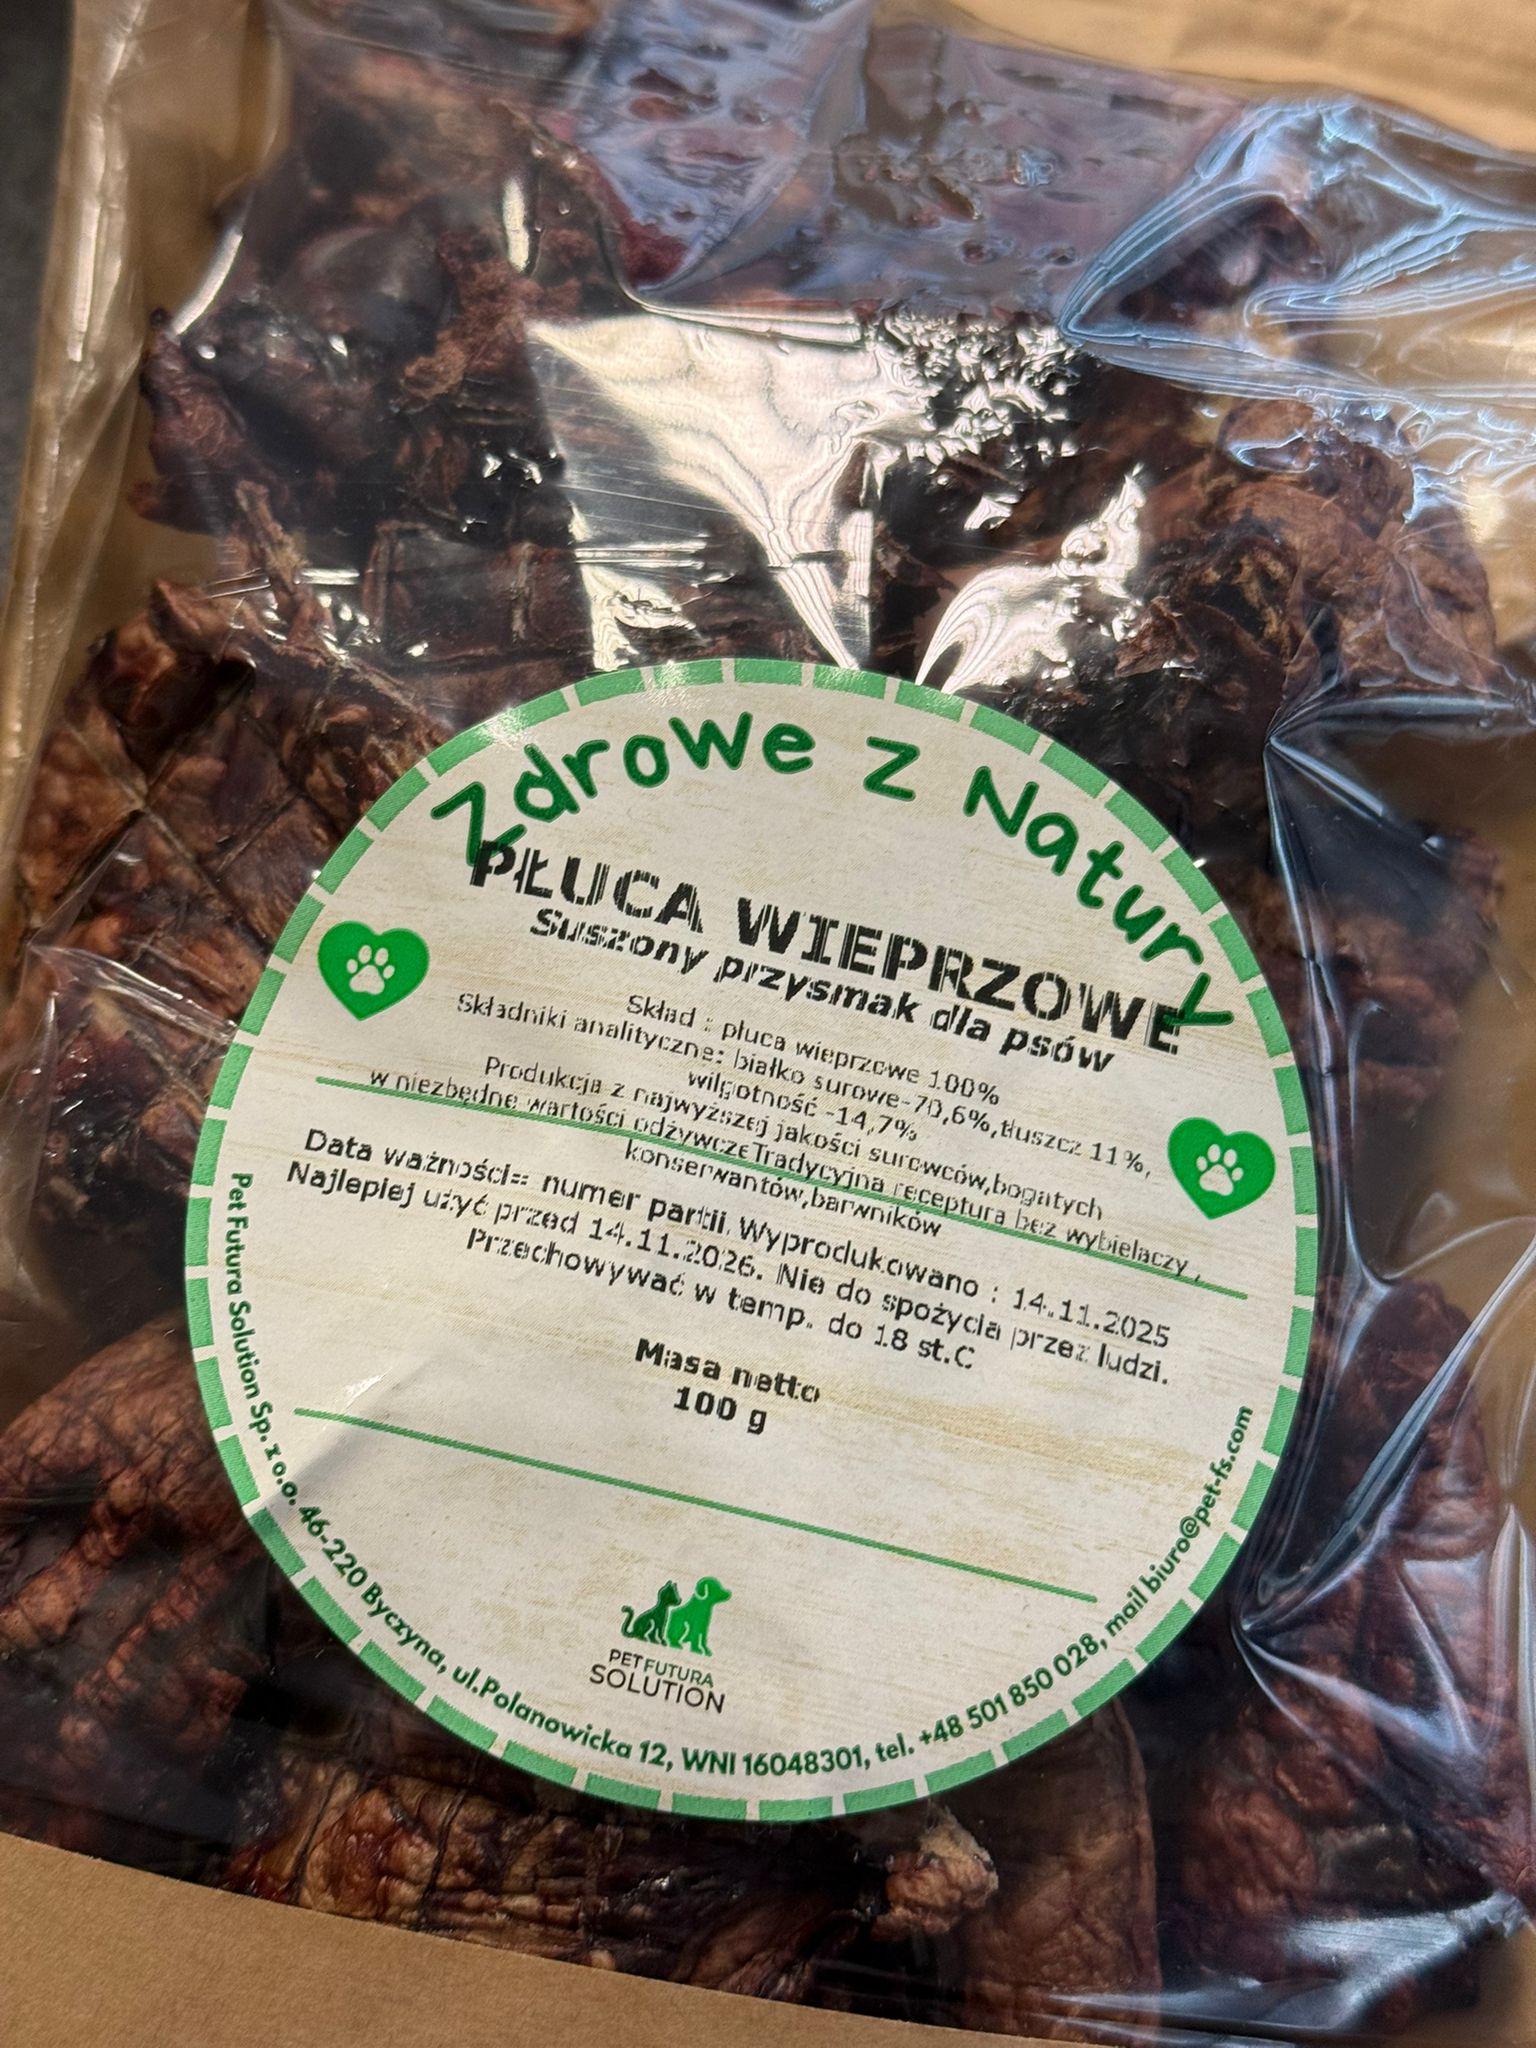 Zdrowe z Natury
PŁUCA WIEPRZOWE
Suszony przysmak dla psów
Skład : płuca wieprzowe 100%
Składniki analityczne: białko surowe-70,6%,tłuszcz 11%,
wilgotność -14,7%
Produkcja z najwyższej jakości surowców,bogatych
w niezbędne wartości odżywczeTradycyjna receptura bez wybielaczy ,
konserwantów,barwników
Data ważności= numer partii. Wyprodukowano : 14.11.2025
Najlepiej użyć przed 14.11.2026. Nie do spożycia przez ludzi.
Przechowywać w temp. do 18 st.C
Masa netto
100 g
PET FUTURA
SOLUTION
Pet Futura Solution Sp. z o.o. 46-220 Byczyna, ul.Polanowicka 12, WNI 16048301, tel. +48 501 850 028, mail biuro@pet-fs.com